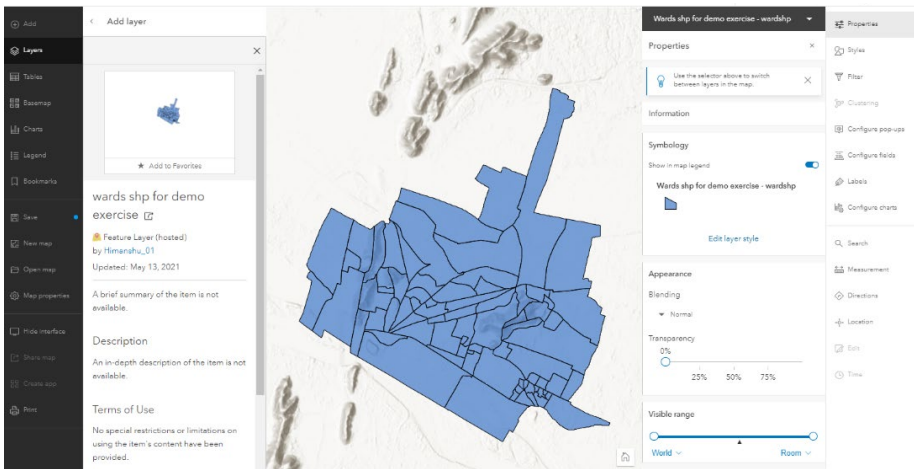 Add
Layers
Tables
Basemap
Charts
Legend
Bookmarks
Save
New map
Open map
Map properties
Hide interface
Share map
Create app
Print
Add layer
Add to Favorites
wards shp for demo
exercise
Feature Layer (hosted)
by Himanshu_01
Updated: May 13, 2021
A brief summary of the item is not
available.
Description
An in-depth description of the item is not
available.
Terms of Use
No special restrictions or limitations on
using the item's content have been
provided.
Wards shp for demo exercise - wardshp
Properties
Use the selector above to switch
between layers in the map.
Information
Symbology
Show in map legend
Wards shp for demo exercise - wardshp
Edit layer style
Appearance
Blending
Normal
Transparency
0%
25% 50% 75%
Visible range
World Room
Properties
Styles
Filter
Clustering
Configure pop-ups
Configure fields
Labels
Configure charts
Search
Measurement
Directions
Location
Edit
Time